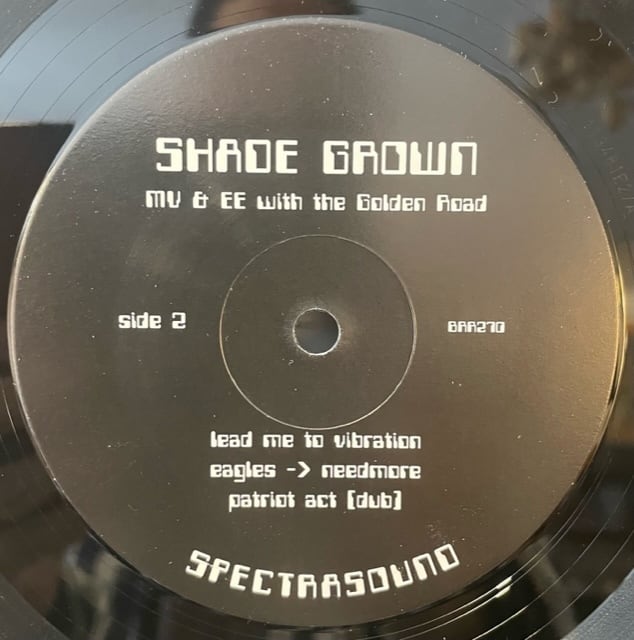 SHADE GROWN
MV & EE with the Golden Road
side 2
BRR270
lead me to vibration
eagles -> needmore
patriot act [dub]
SPECTRASOUND